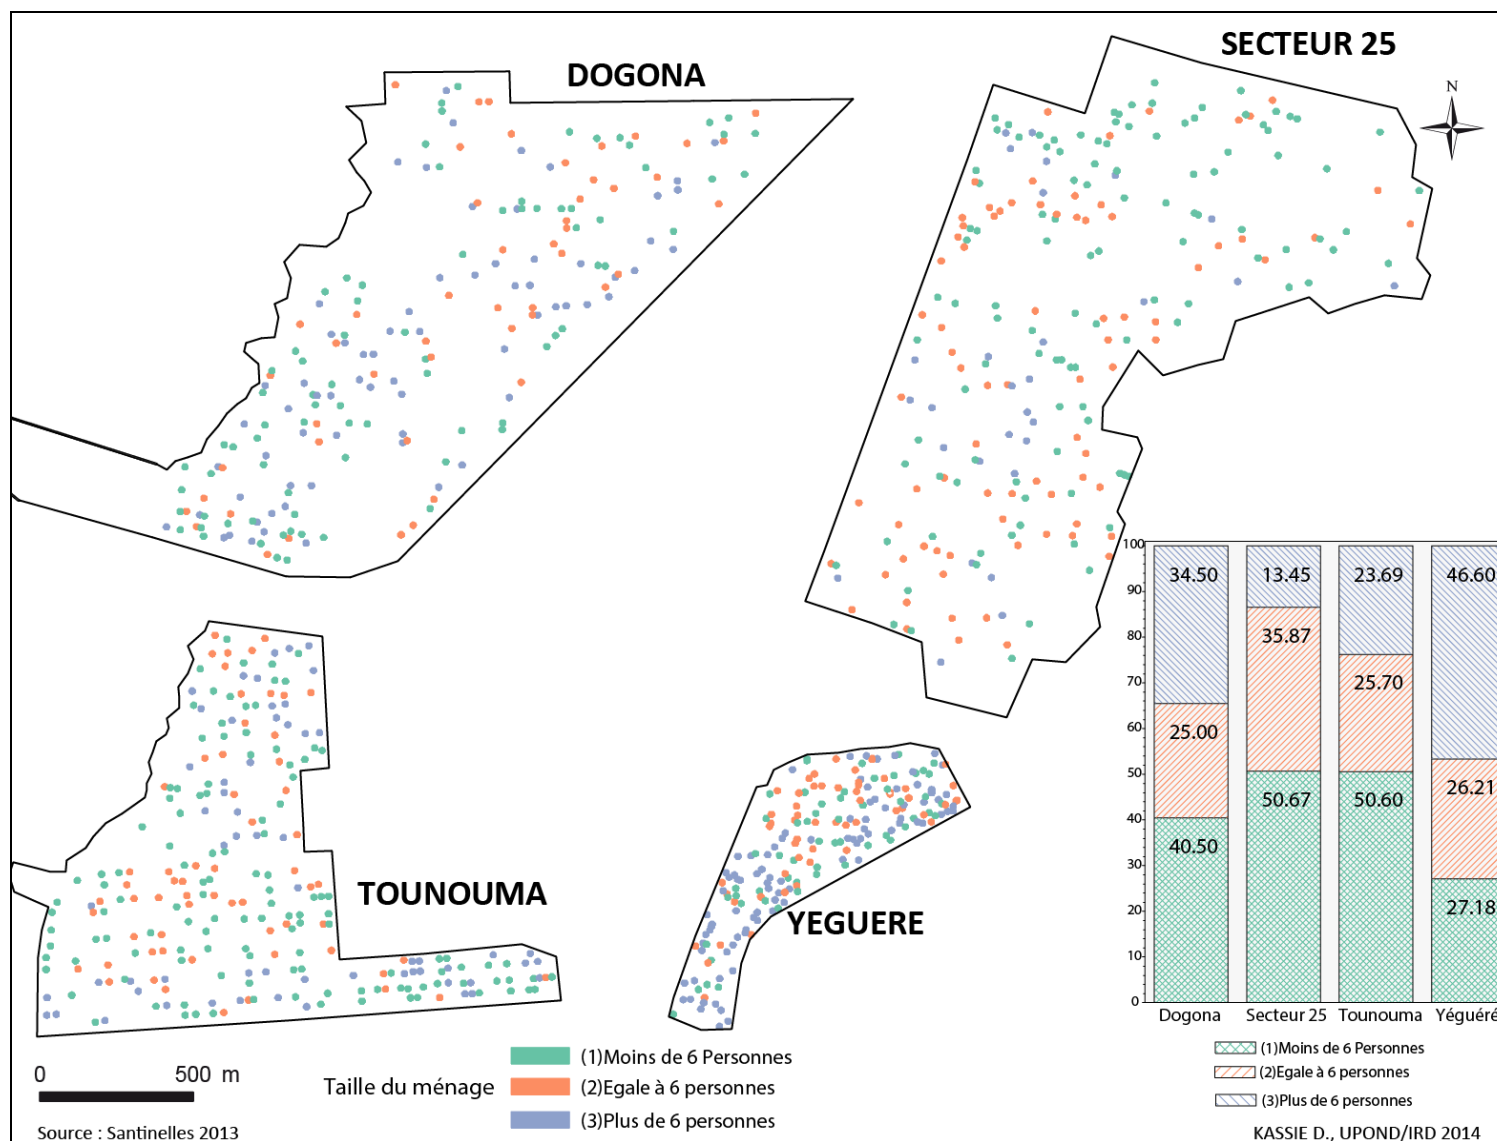 DOGONA
SECTEUR 25
N
TOUNOUMA
YEGUERE
100
90
80
70
60
50
40
30
20
10
0
34.50
13.45
23.69
46.60
25.00
35.87
25.70
26.21
40.50
50.67
50.60
27.18
Dogona
Secteur 25
Tounouma
Yéguéré
(1)Moins de 6 Personnes
(2)Egale à 6 personnes
(3)Plus de 6 personnes
0 500 m
Taille du ménage
(1)Moins de 6 Personnes
(2)Egale à 6 personnes
(3)Plus de 6 personnes
Source : Santinelles 2013
KASSIE D., UPOND/IRD 2014